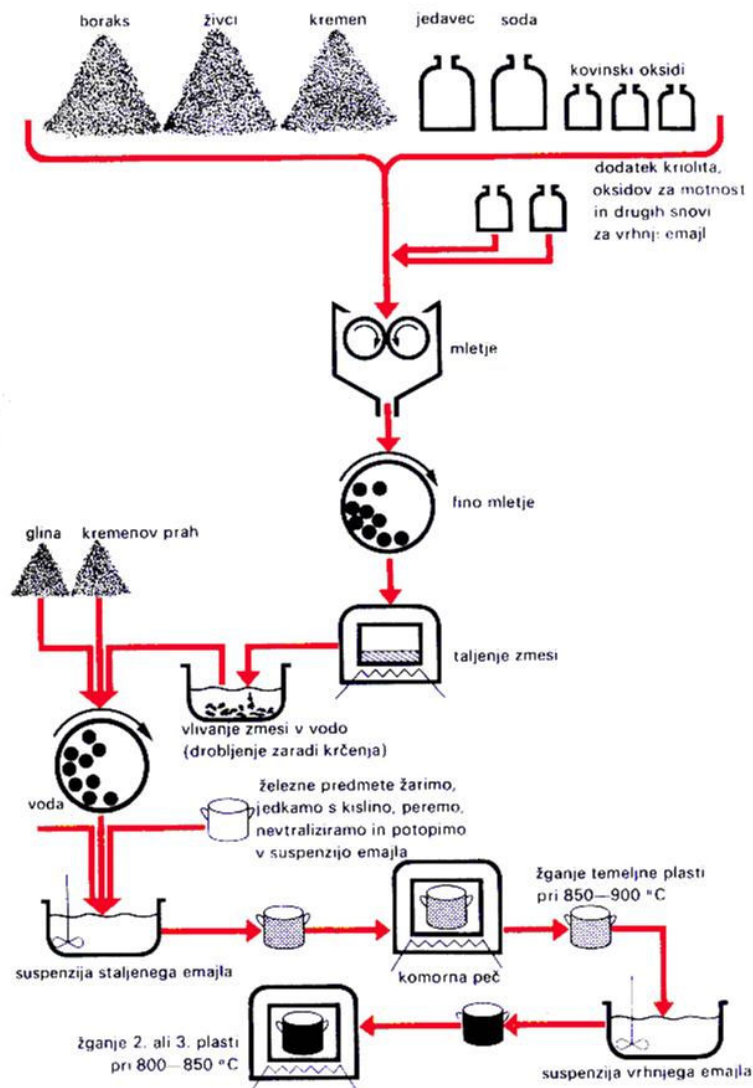 boraks
živci
kremen
jedavec
soda
kovinski oksidi
dodatek kriolita,
oksidov za motnost
in drugih snovi
za vrhnji emajl
mletje
fino mletje
glina
kremenov prah
taljenje zmesi
vlivanje zmesi v vodo
(drobljenje zaradi krčenja)
voda
železne predmete žarimo,
jedkamo s kislino, peremo,
nevtraliziramo in potopimo
v suspenzijo emajla
žganje temeljne plasti
pri 850—900 °C
suspenzija staljenega emajla
komorna peč
žganje 2. ali 3. plasti
pri 800—850 °C
suspenzija vrhnjega emajla